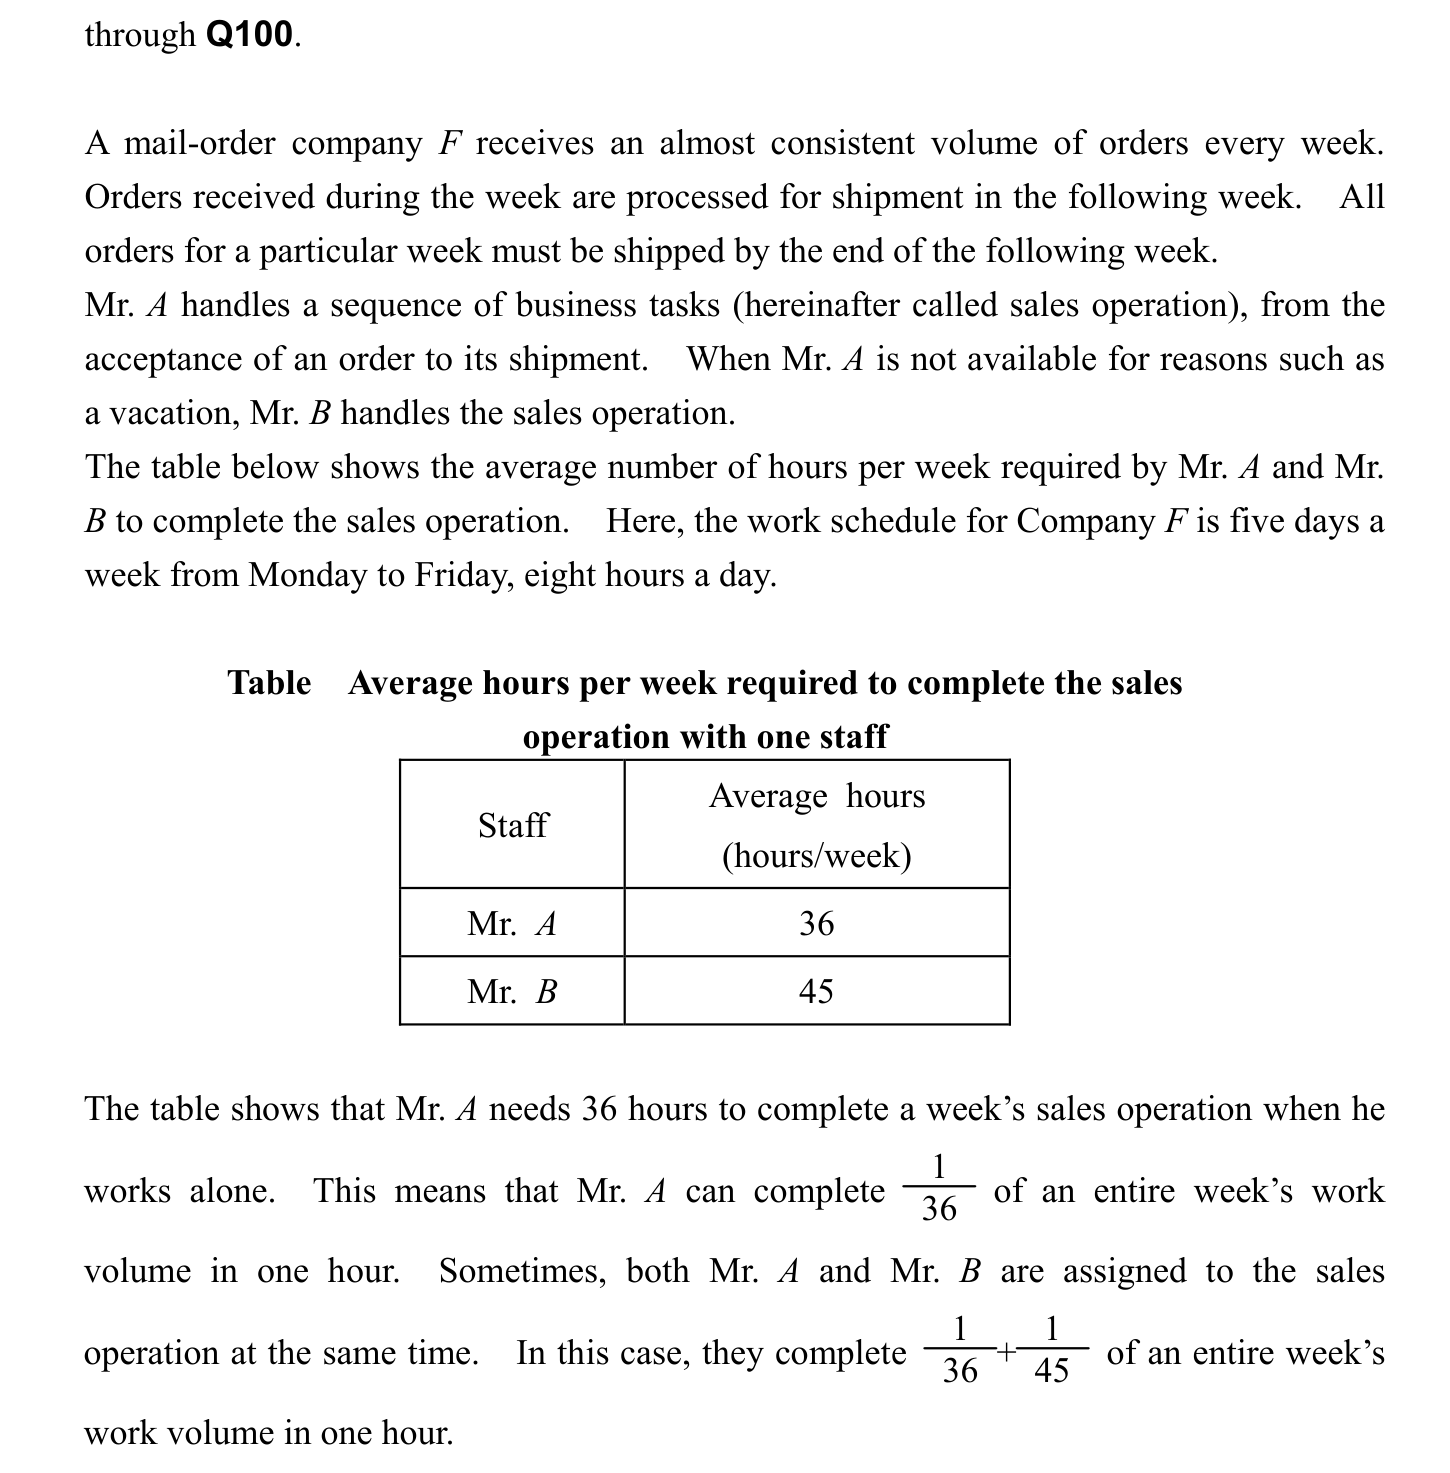 through Q100.
A mail-order company F receives an almost consistent volume of orders every week.
Orders received during the week are processed for shipment in the following week. All
orders for a particular week must be shipped by the end of the following week.
Mr. A handles a sequence of business tasks (hereinafter called sales operation), from the
acceptance of an order to its shipment. When Mr. A is not available for reasons such as
a vacation, Mr. B handles the sales operation.
The table below shows the average number of hours per week required by Mr. A and Mr.
B to complete the sales operation. Here, the work schedule for Company F is five days a
week from Monday to Friday, eight hours a day.
Table Average hours per week required to complete the sales
operation with one staff
Staff Average hours
(hours/week)
Mr. A 36
Mr. B 45
The table shows that Mr. A needs 36 hours to complete a week's sales operation when he
works alone. This means that Mr. A can complete 1/36 of an entire week's work
volume in one hour. Sometimes, both Mr. A and Mr. B are assigned to the sales
operation at the same time. In this case, they complete 1/36 + 1/45 of an entire week's
work volume in one hour.